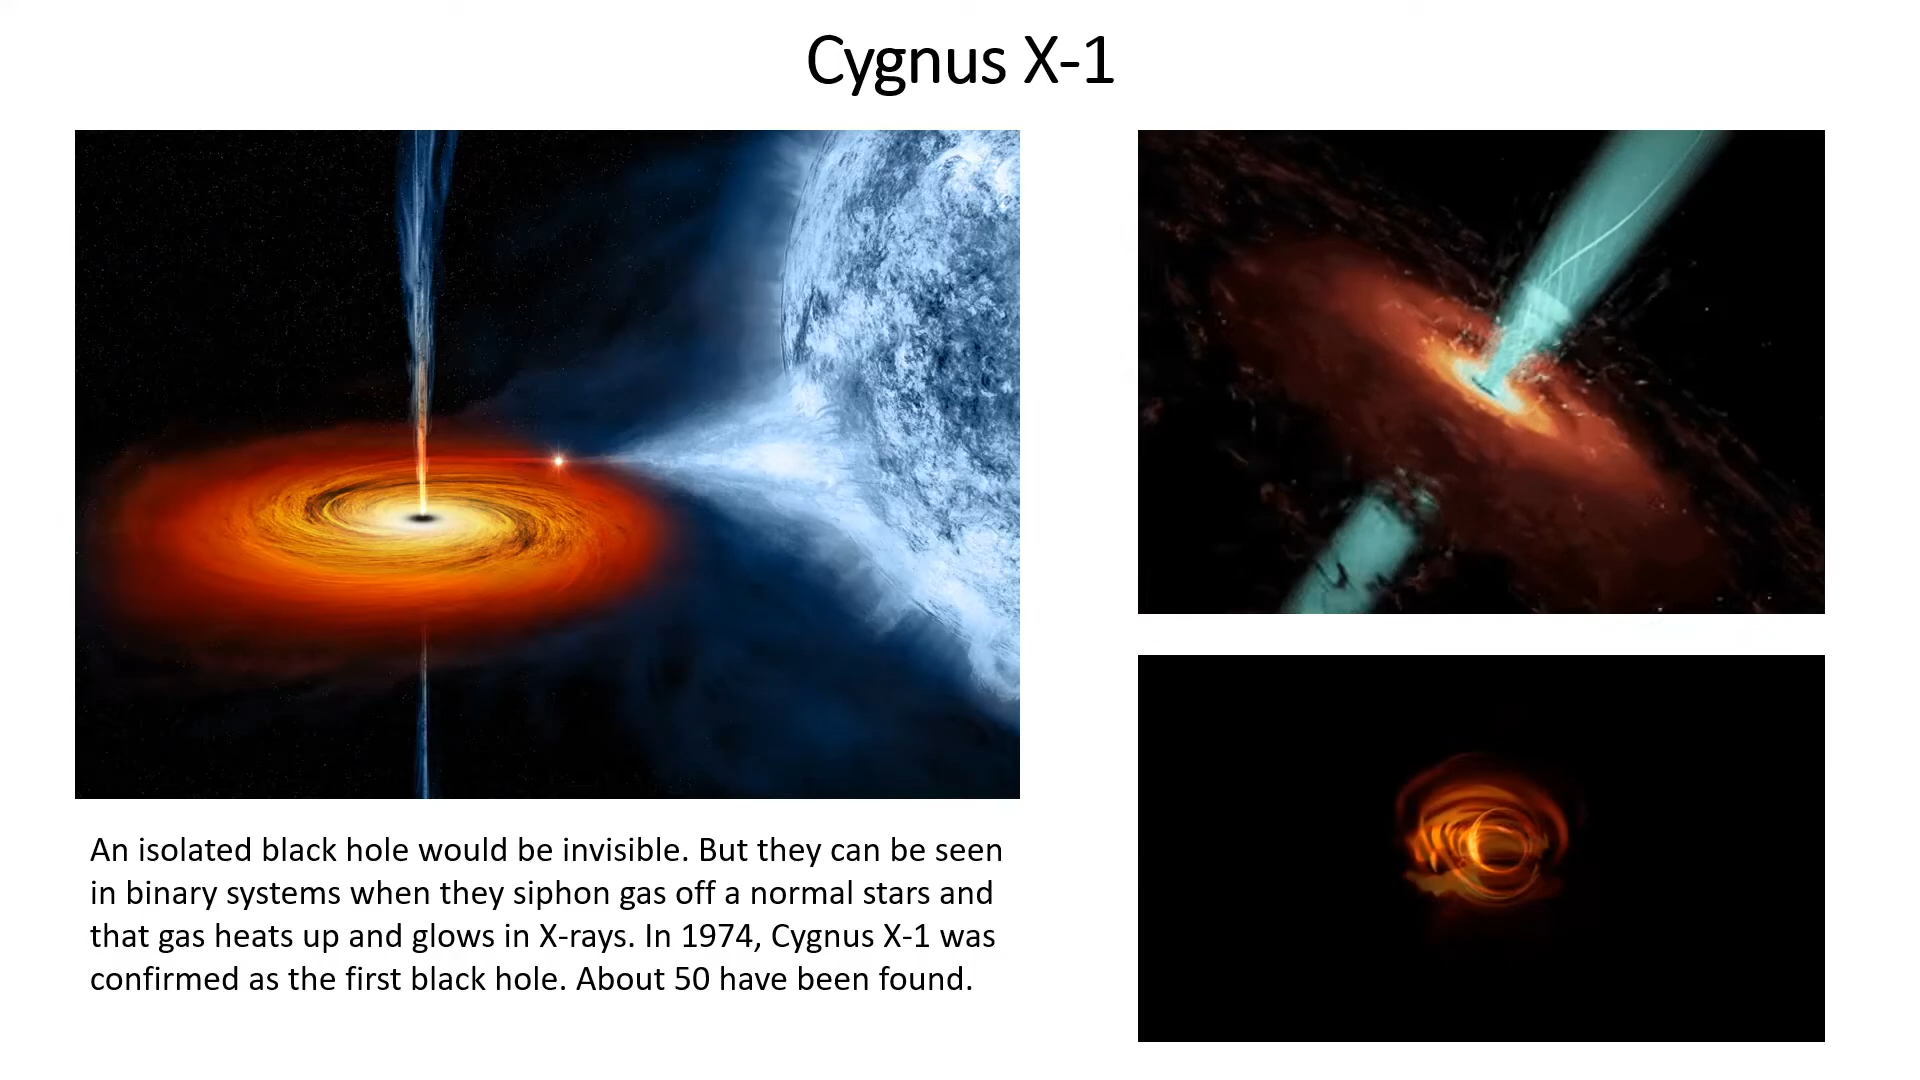 Cygnus X-1
An isolated black hole would be invisible. But they can be seen
in binary systems when they siphon gas off a normal stars and
that gas heats up and glows in X-rays. In 1974, Cygnus X-1 was
confirmed as the first black hole. About 50 have been found.